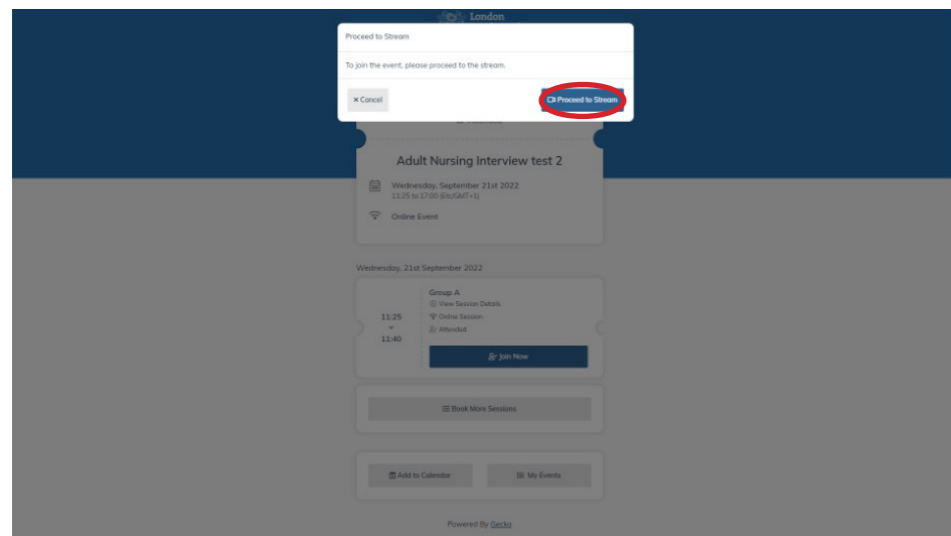 London
Proceed to Stream
To join the event, please proceed to the stream.
× Cancel
Proceed to Stream
Adult Nursing Interview test 2
Wednesday, September 21st 2022
11:25 to 17:00 (Etc/GMT+1)
Online Event
Wednesday, 21st September 2022
Group A
View Session Details
11:25
Online Session
Attended
11:40
Join Now
Book More Sessions
Add to Calendar
My Events
Powered By Gecko